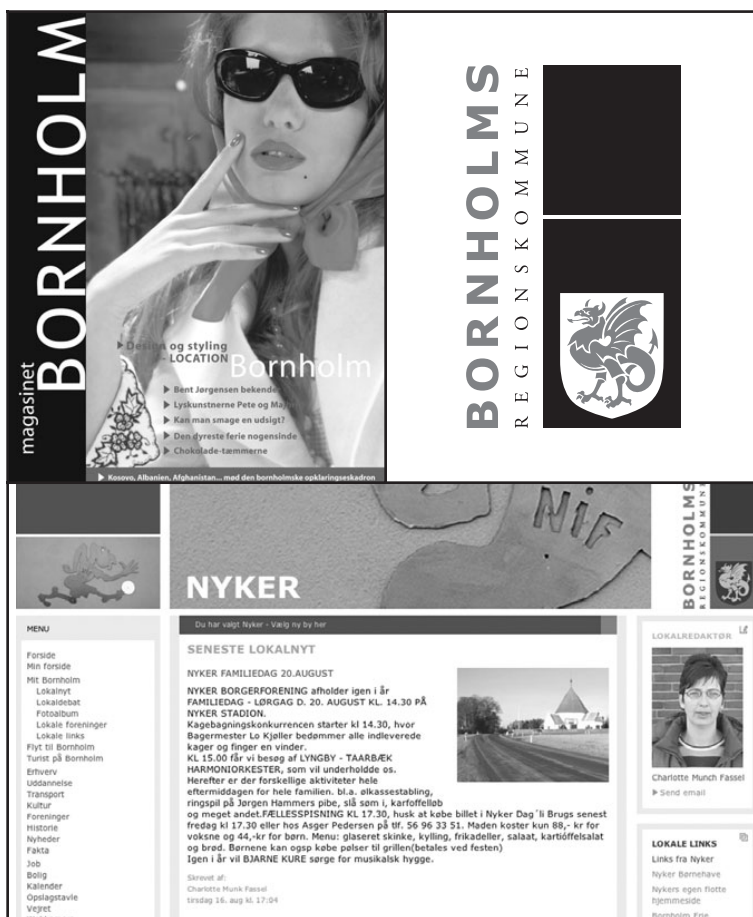 magasinet
BORNHOLM
Design og styling
- LOCATION
Bornholm
Bent Jørgensen bekender
Lyskunstnerne Pete og
Kan man smage en udsigt?
Den dyreste ferie nogensinde
Chokolade-tæmmerne
Kosovo, Albanien, Afghanistan... mød den bornholmske opklaringseskadron
BORNHOLMS
REGIONSKOMMUNE
NIF
NYKER
BORNHOLMS
REGIONSKOMMUNE
MENU
Forside
Min forside
Mit Bornholm
Lokalnyt
Lokaldebat
Fotoalbum
Lokale foreninger
Lokale links
Flyt til Bornholm
Turist på Bornholm
Erhverv
Uddannelse
Transport
Kultur
Foreninger
Historie
Nyheder
Fakta
Job
Bolig
Kalender
Opslagstavle
Vejret
Du har valgt Nyker - Vælg ny by her
SENESTE LOKALNYT
NYKER FAMILIEDAG 20.AUGUST
NYKER BORGERFORENING afholder igen i år
FAMILIEDAG - LØRGAG D. 20. AUGUST KL. 14.30 PÅ
NYKER STADION.
Kagebagningskonkurrencen starter kl 14.30, hvor
Bagermester Lo Kjøller bedømmer alle indleverede
kager og finger en vinder.
KL 15.00 får vi besøg af LYNGBY - TAARBÆK
HARMONIORKESTER, som vil underholdde os.
Herefter er der forskellige aktiviteter hele
eftermiddagen for hele familien. bl.a. ølkassestabling,
ringspil på Jørgen Hammers pibe, slå søm i, karfoffelløb
og meget andet.FÆLLESSPISNING KL 17.30, husk at købe billet i Nyker Dag´li Brugs senest
fredag kl 17.30 eller hos Asger Pedersen på tlf. 56 96 33 51. Maden koster kun 88,- kr for
voksne og 44,-kr for børn. Menu: glaseret skinke, kylling, frikadeller, salaat, kartióffelsalat
og brød. Børnene kan ogsp købe pølser til grillen(betales ved festen)
Igen i år vil BJARNE KURE sørge for musikalsk hygge.
Skrevet af:
Charlotte Munk Fassel
tirsdag 16. aug kl. 17:04
LOKALREDAKTØR
Charlotte Munch Fassel
Send email
LOKALE LINKS
Links fra Nyker
Nyker Børnehave
Nykers egen flotte
hjemmeside
Bornholm